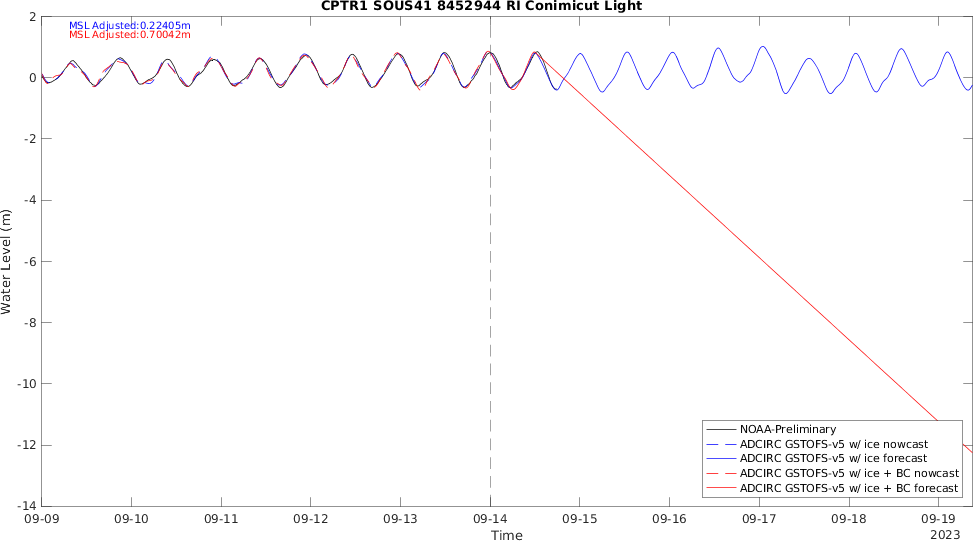 CPTR1 SOUS41 8452944 RI Conimicut Light
MSL Adjusted:0.22405m
MSL Adjusted:0.70042m
2
0
-2
-4
-6
-8
-10
-12
-14
Water Level (m)
09-09 09-10 09-11 09-12 09-13 09-14 09-15 09-16 09-17 09-18 09-19
Time
2023
NOAA-Preliminary
ADCIRC GSTOFS-v5 w/ ice nowcast
ADCIRC GSTOFS-v5 w/ ice forecast
ADCIRC GSTOFS-v5 w/ ice + BC nowcast
ADCIRC GSTOFS-v5 w/ ice + BC forecast